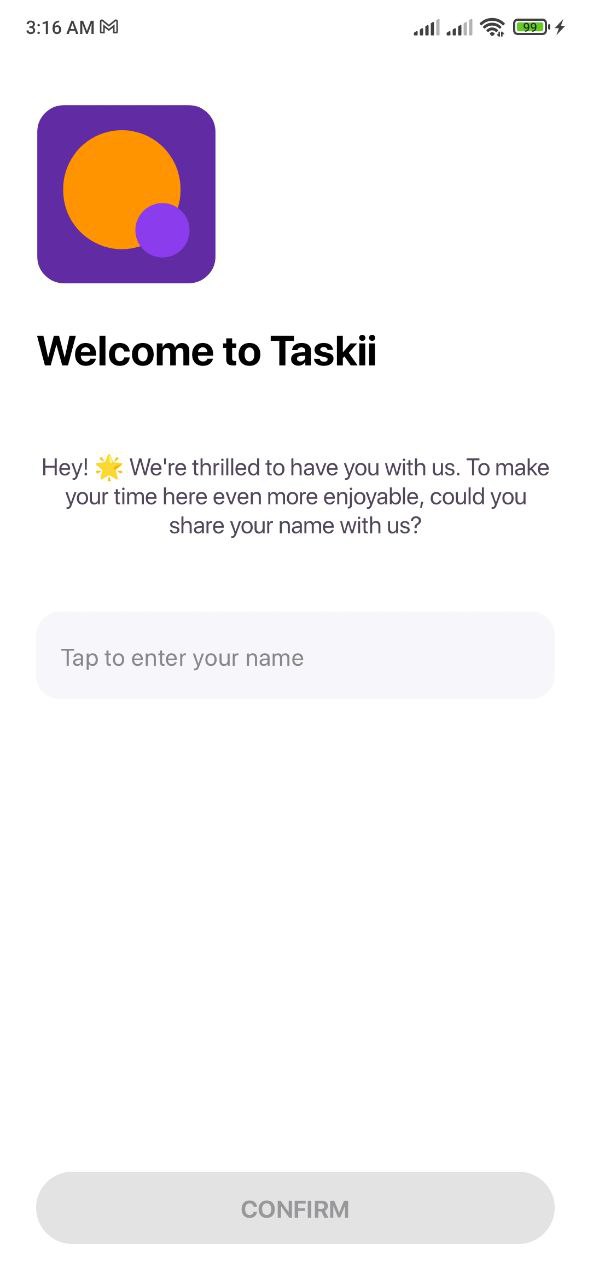 3:16 AM
99
Welcome to Taskii
Hey! 🌟 We're thrilled to have you with us. To make
your time here even more enjoyable, could you
share your name with us?
Tap to enter your name
CONFIRM